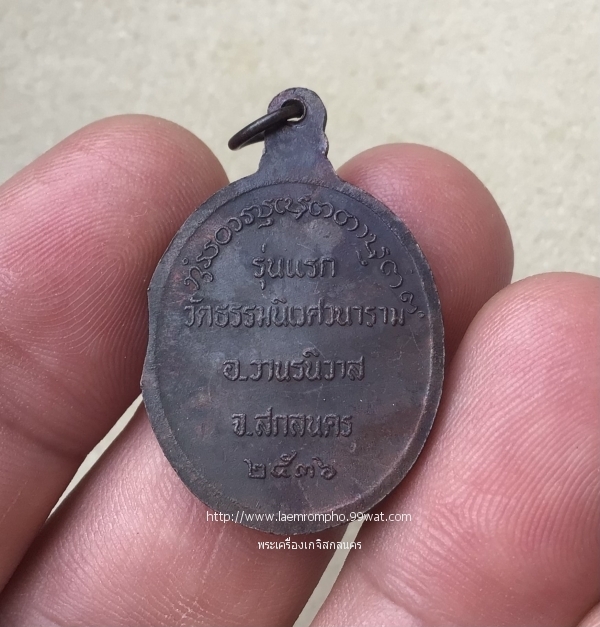 รุ่นแรก
วัดธรรมนิเวศวนาราม
อ.วานรนิวาส
จ.สกลนคร
๒๕๓๖
http://www.laemrompho.99wat.com
พระเครื่องเกจิสกลนคร